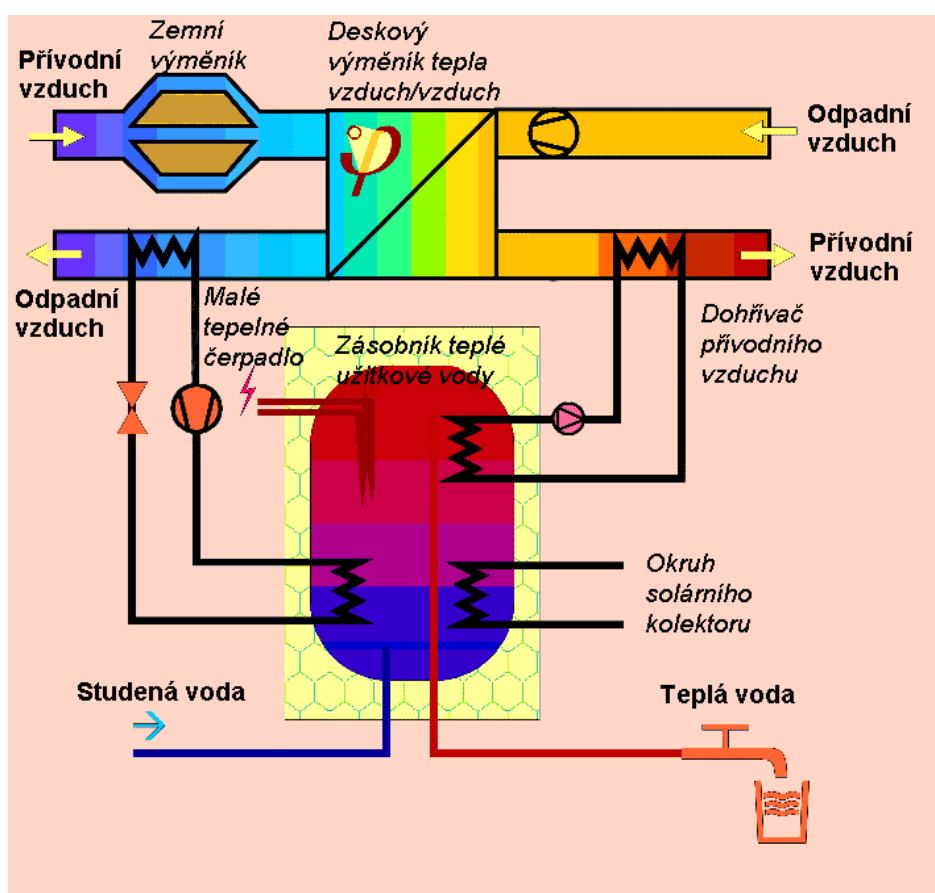 Zemní
výměník
Deskový
výměník tepla
vzduch/vzduch
Přívodní
vzduch
Odpadní
vzduch
Odpadní
vzduch
Malé
tepelné
čerpadlo
Přívodní
vzduch
Dohřívač
přívodního
vzduchu
Zásobník teplé
užitkové vody
Okruh
solárního
kolektoru
Studená voda
Teplá voda